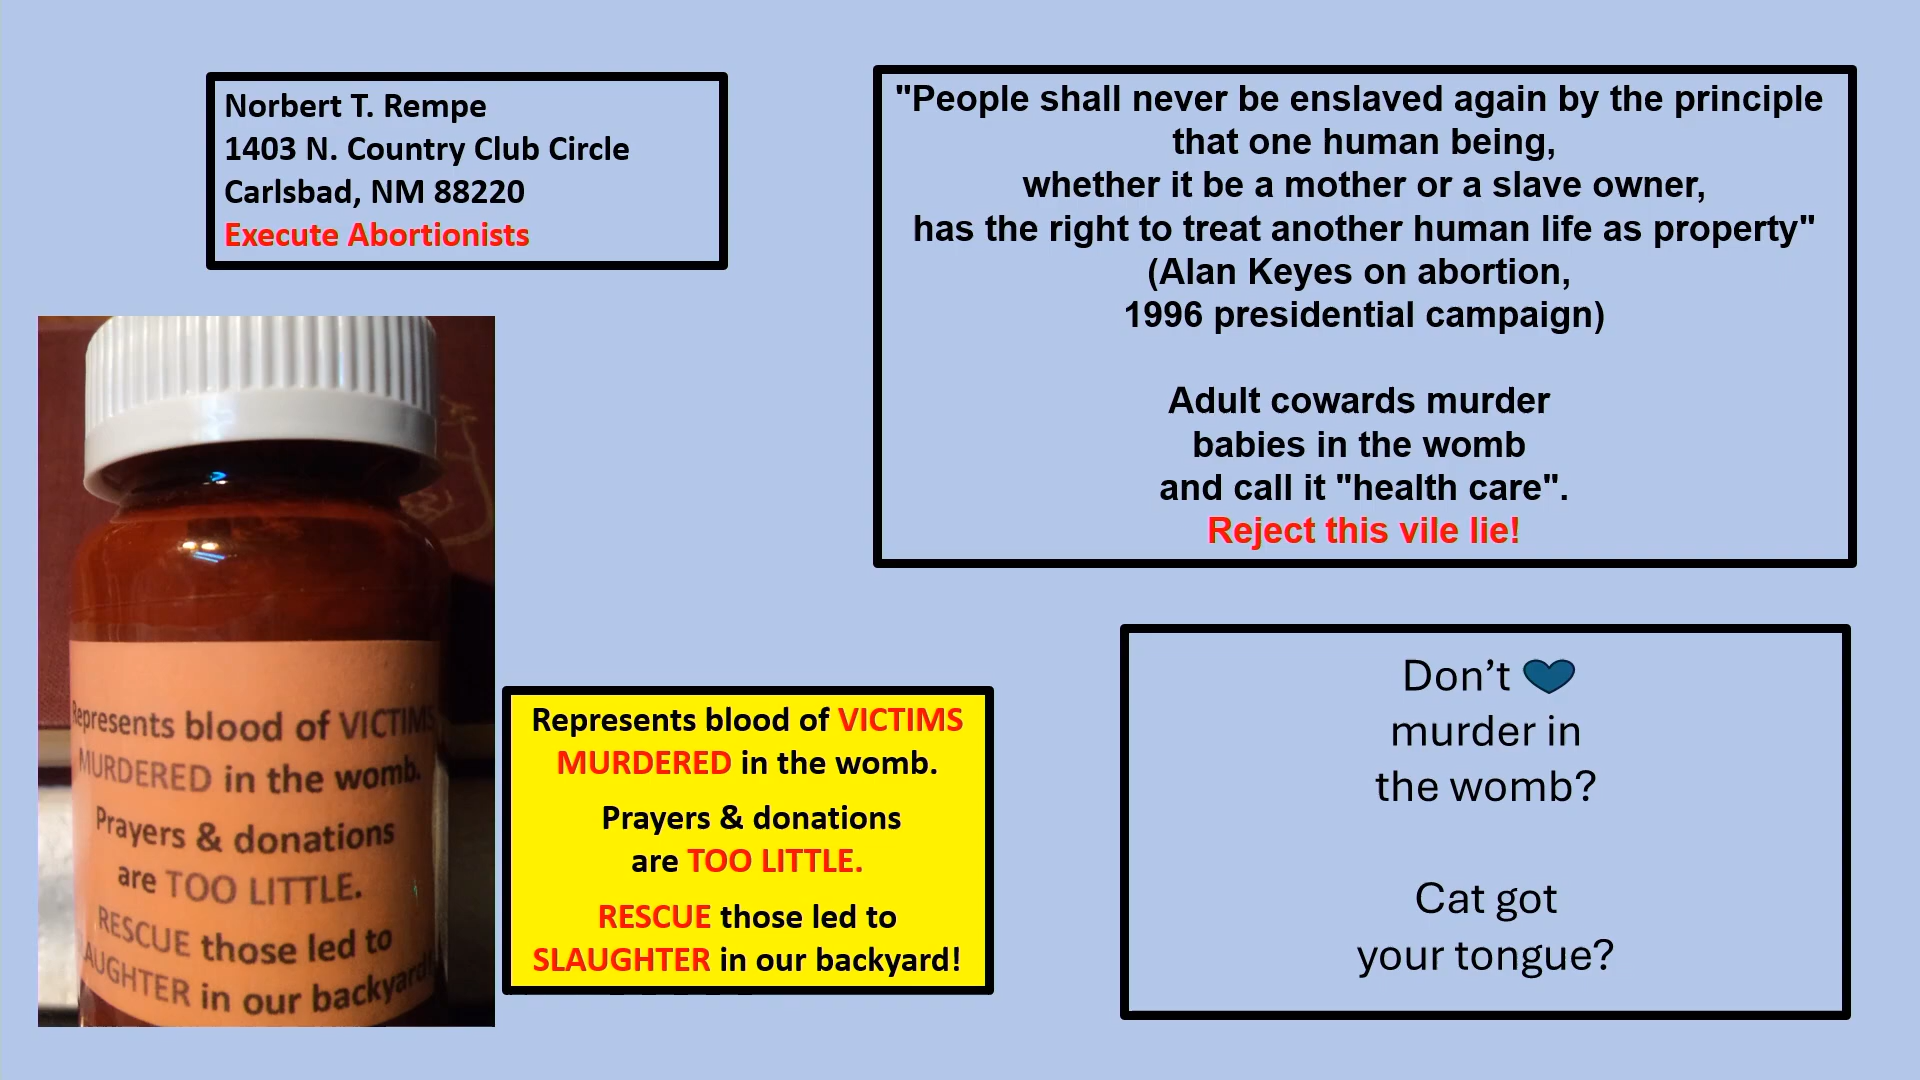 Norbert T. Rempe
1403 N. Country Club Circle
Carlsbad, NM 88220
Execute Abortionists
"People shall never be enslaved again by the principle
that one human being,
whether it be a mother or a slave owner,
has the right to treat another human life as property"
(Alan Keyes on abortion,
1996 presidential campaign)
Adult cowards murder
babies in the womb
and call it "health care".
Reject this vile lie!
Represents blood of VICTIMS
MURDERED in the womb.
Prayers & donations
are TOO LITTLE.
RESCUE those led to
AUGHTER in our backyard!
Represents blood of VICTIMS
MURDERED in the womb.
Prayers & donations
are TOO LITTLE.
RESCUE those led to
SLAUGHTER in our backyard!
Don't
murder in
the womb?
Cat got
your tongue?